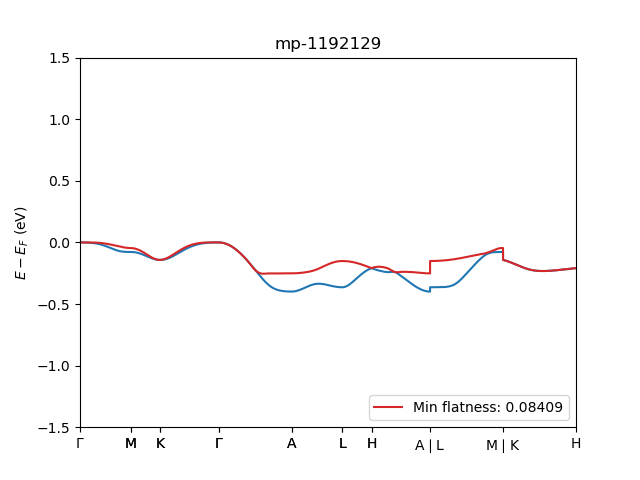 mp-1192129
E − E_F (eV)
1.5
1.0
0.5
0.0
−0.5
−1.0
−1.5
Min flatness: 0.08409
Γ M K Γ A L H A | L M | K H